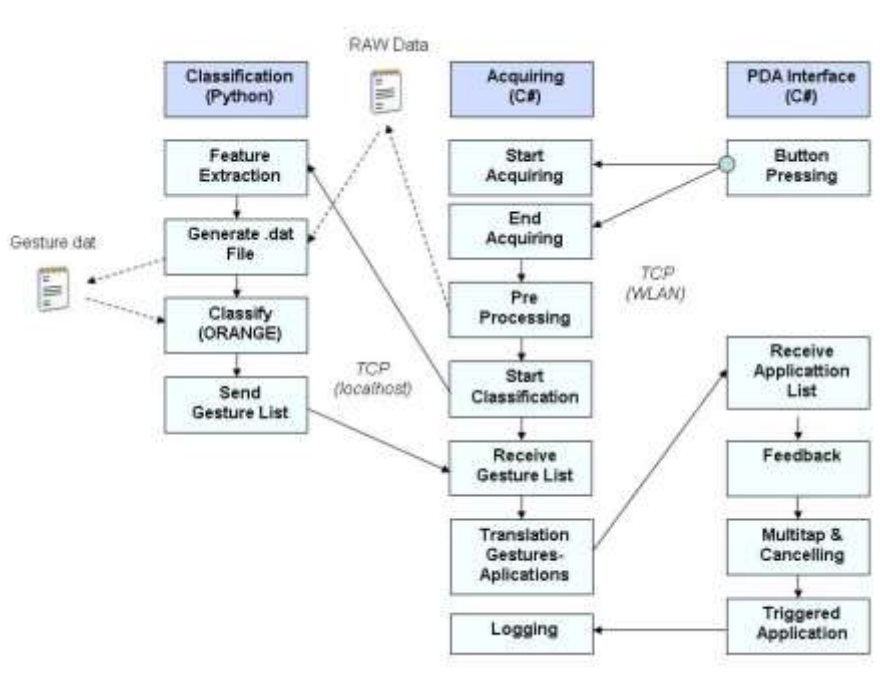 RAW Data
Classification
(Python)
Acquiring
(C#)
PDA Interface
(C#)
Feature
Extraction
Start
Acquiring
Button
Pressing
Generate .dat
File
End
Acquiring
Gesture.dat
TCP
(WLAN)
Classify
(ORANGE)
Pre
Processing
TCP
(localhost)
Receive
Applicattion
List
Send
Gesture List
Start
Classification
Receive
Gesture List
Feedback
Translation
Gestures-
Aplications
Multitap &
Cancelling
Logging
Triggered
Application